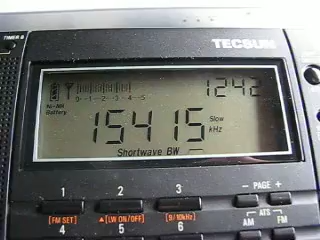 TIMER B
TECSUN
1242
0-1-2-3-4-5
Ni-MH
Battery
15415
Slow
kHz
Shortwave BW
1 2 3 - PAGE +
[FM SET] [▲LW ON/OFF] [9/10kHz] AM ATS FM
4 5 6